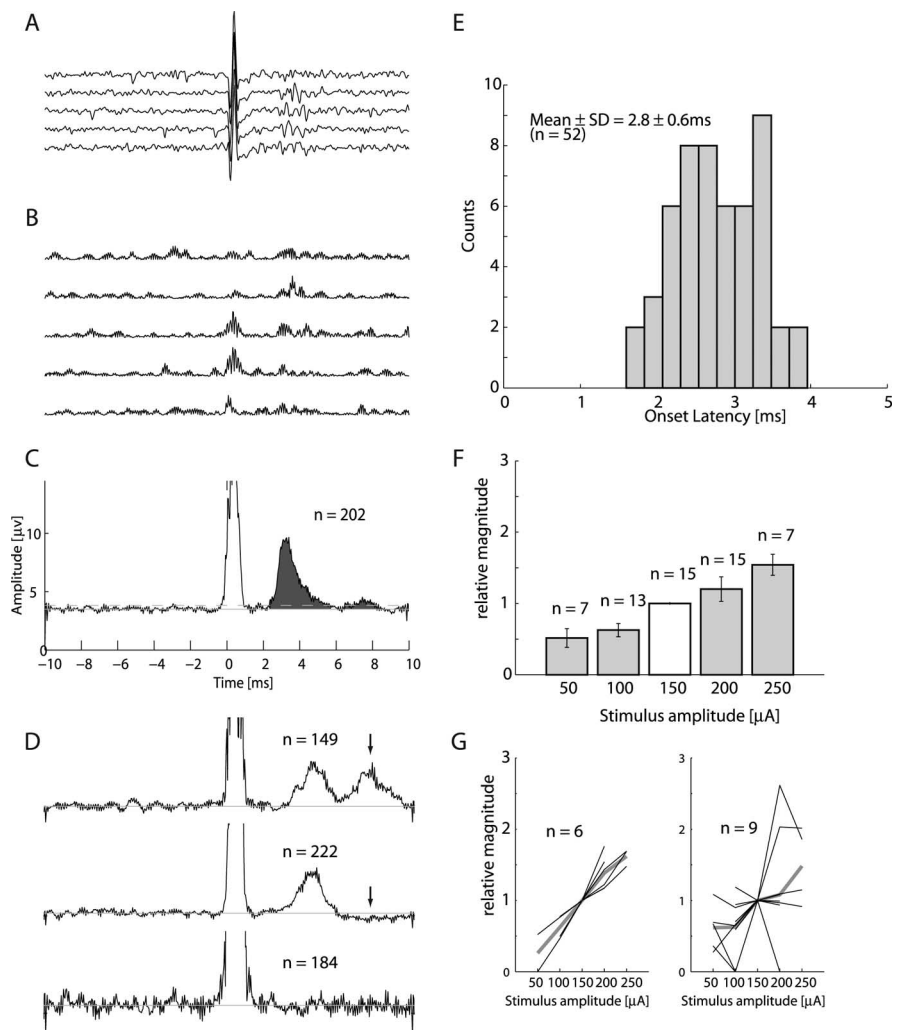 A
B
C
Amplitude [μv]
10
5
0
n = 202
−10 −8 −6 −4 −2 0 2 4 6 8 10
Time [ms]
D
n = 149
n = 222
n = 184
E
Counts
10
8
6
4
2
0
Mean ± SD = 2.8 ± 0.6ms
(n = 52)
0 1 2 3 4 5
Onset Latency [ms]
F
relative magnitude
3
2
1
0
n = 7
n = 13
n = 15
n = 15
n = 7
50 100 150 200 250
Stimulus amplitude [μA]
G
relative magnitude
3
2
1
0
n = 6
50 100 150 200 250
Stimulus amplitude [μA]
3
2
1
0
n = 9
50 100 150 200 250
Stimulus amplitude [μA]